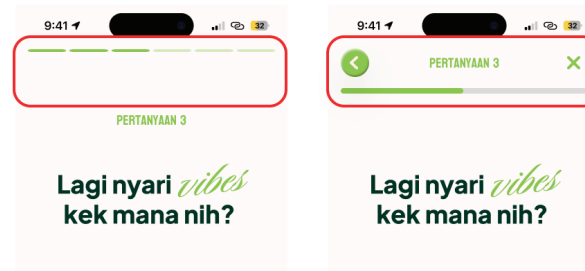 9:41
32
PERTANYAAN 3
Lagi nyari vibes
kek mana nih?
9:41
32
PERTANYAAN 3
Lagi nyari vibes
kek mana nih?